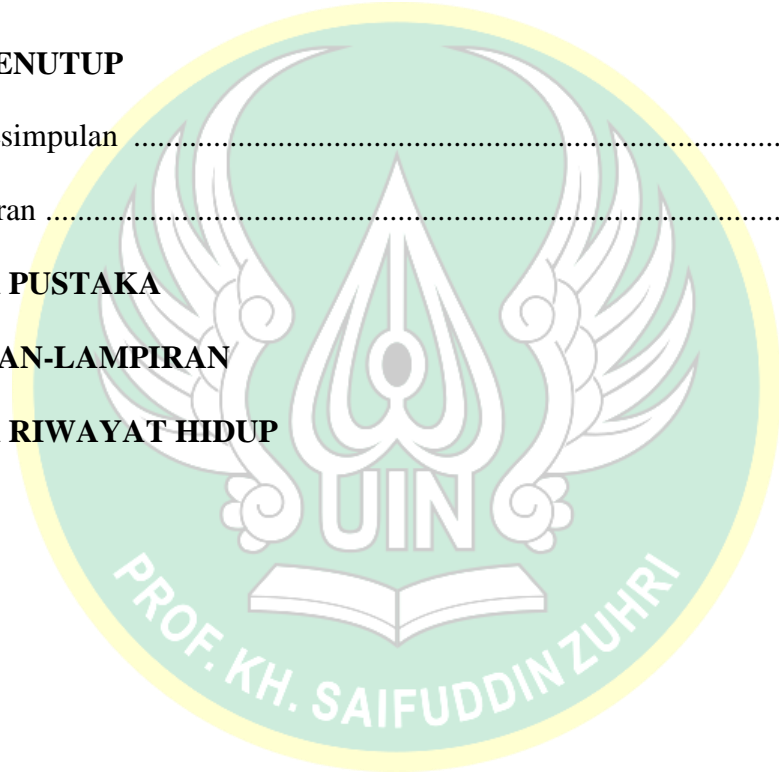 ENUTUP
simpulan ....................................................................................
ran ...............................................................................................
PUSTAKA
AN-LAMPIRAN
RIWAYAT HIDUP
UIN
PROF. KH. SAIFUDDIN ZUHRI